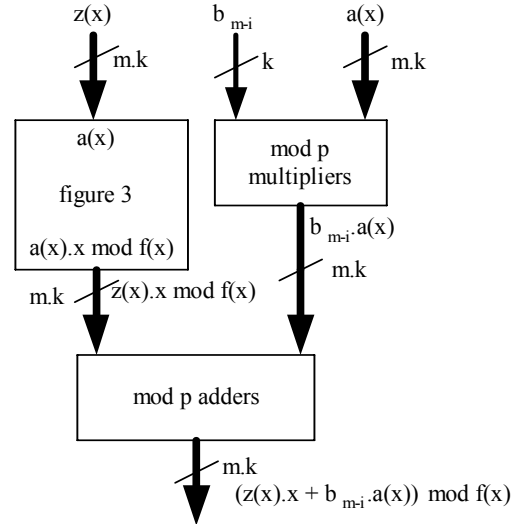 z(x)
b m-i
a(x)
m.k
k
m.k
a(x)
figure 3
a(x).x mod f(x)
mod p
multipliers
b m-i.a(x)
m.k
m.k
z(x).x mod f(x)
mod p adders
m.k
(z(x).x + b m-i.a(x)) mod f(x)